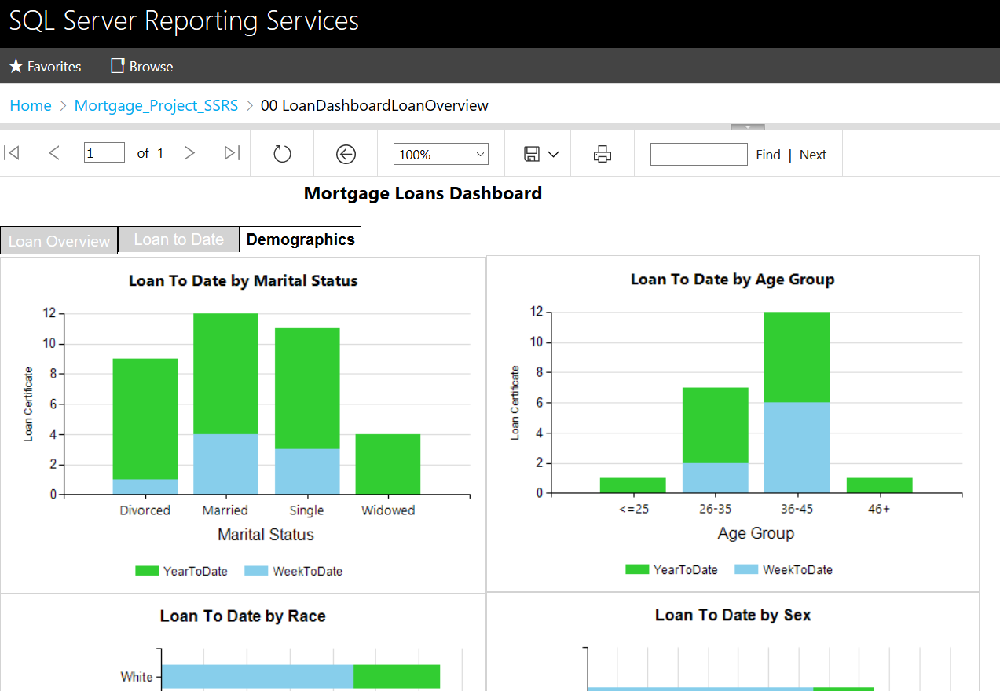 SQL Server Reporting Services
Favorites Browse
Home > Mortgage_Project_SSRS > 00 LoanDashboardLoanOverview
1 of 1 100% Find | Next
Mortgage Loans Dashboard
Loan Overview Loan to Date Demographics
Loan To Date by Marital Status
12
10
8
6
4
2
0
Loan Certificate
Divorced Married Single Widowed
Marital Status
YearToDate WeekToDate
Loan To Date by Age Group
12
10
8
6
4
2
0
Loan Certificate
<=25 26-35 36-45 46+
Age Group
YearToDate WeekToDate
Loan To Date by Race
White
Loan To Date by Sex